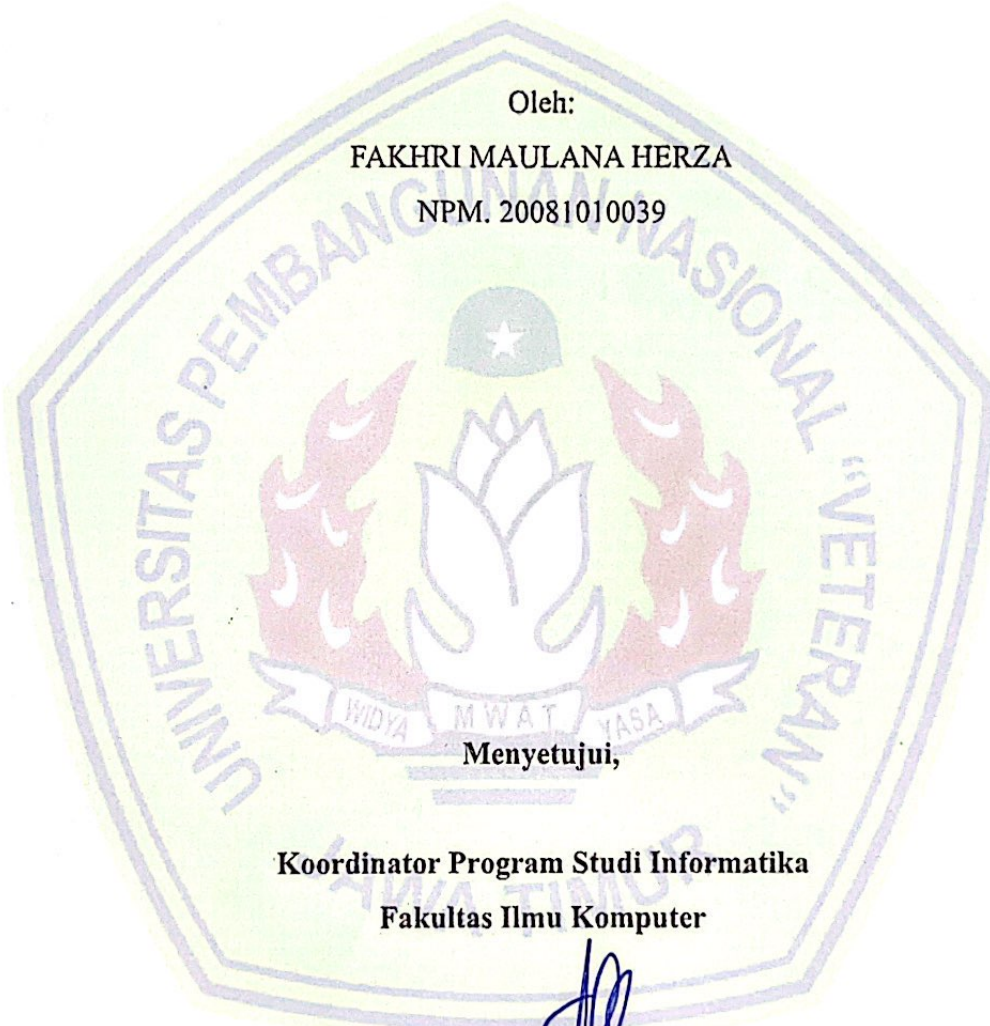 Oleh:
FAKHRI MAULANA HERZA
NPM. 20081010039
UNIVERSITAS PEMBANGUNAN NASIONAL "VETERAN"
WIDYA MWAT YASA
Menyetujui,
Koordinator Program Studi Informatika
JAWA TIMUR
Fakultas Ilmu Komputer